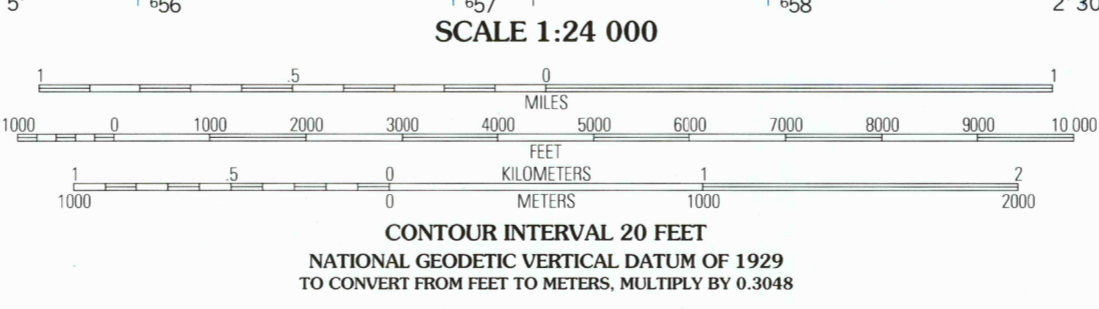 5' ⁶56 ⁶57 ⁶58 2' 30
SCALE 1:24 000
1 .5 0 1
MILES
1000 0 1000 2000 3000 4000 5000 6000 7000 8000 9000 10 000
FEET
1 .5 0 KILOMETERS 1 2
1000 0 METERS 1000 2000
CONTOUR INTERVAL 20 FEET
NATIONAL GEODETIC VERTICAL DATUM OF 1929
TO CONVERT FROM FEET TO METERS, MULTIPLY BY 0.3048